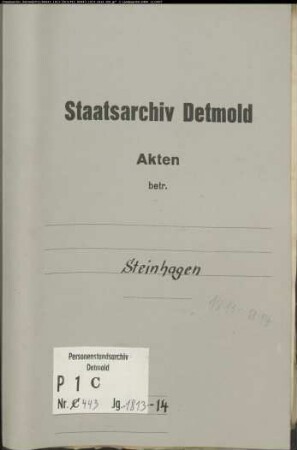 Staatsarchiv Detmold
Akten
betr.
Steinhagen
Personenstandsarchiv
Detmold
P 1 C
Nr. 443 Jg. 1813-14